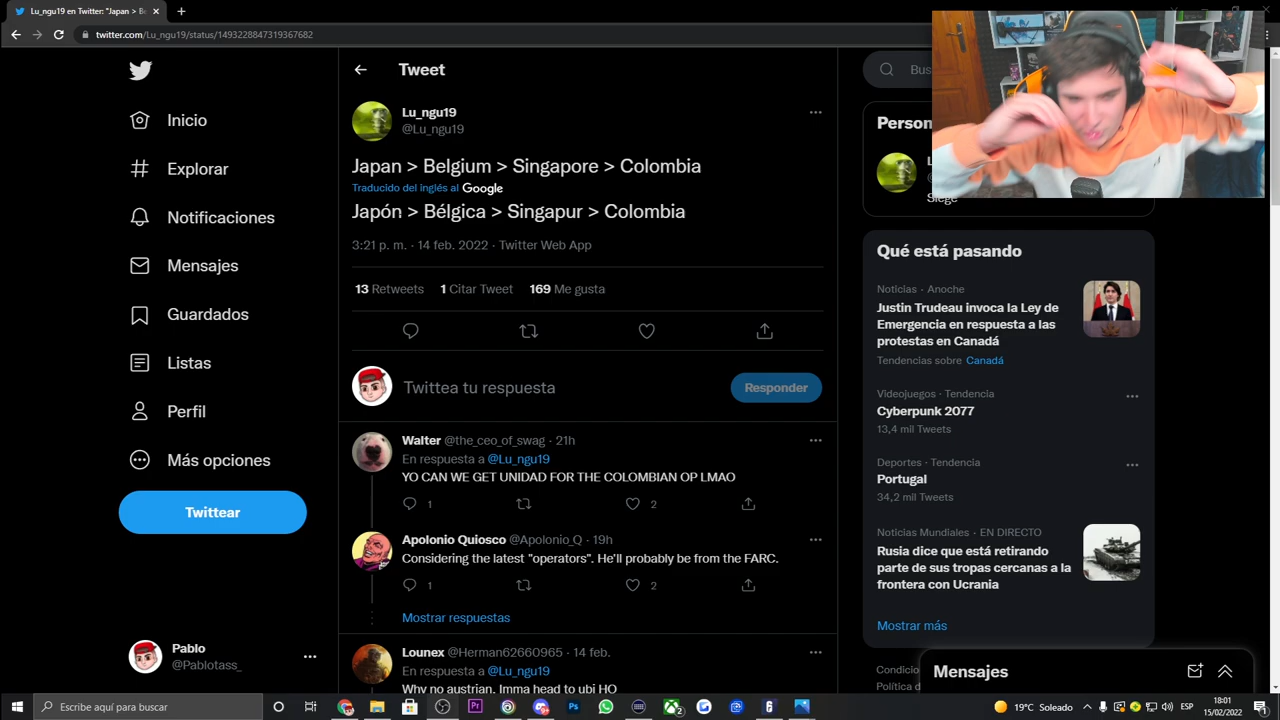 Lu_ngu19 en Twitter: "Japan > Be
twitter.com/Lu_ngu19/status/1493228847319367682
Inicio
Explorar
Notificaciones
Mensajes
Guardados
Listas
Perfil
Más opciones
Twittear
Pablo
@Pablotass_
Tweet
Lu_ngu19
@Lu_ngu19
Japan > Belgium > Singapore > Colombia
Traducido del inglés al Google
Japón > Bélgica > Singapur > Colombia
3:21 p. m. · 14 feb. 2022 · Twitter Web App
13 Retweets 1 Citar Tweet 169 Me gusta
Twittea tu respuesta
Responder
Walter @the_ceo_of_swag · 21h
En respuesta a @Lu_ngu19
YO CAN WE GET UNIDAD FOR THE COLOMBIAN OP LMAO
1 2
Apolonio Quiosco @Apolonio_Q · 19h
Considering the latest "operators". He'll probably be from the FARC.
1 2
Mostrar respuestas
Lounex @Herman62660965 · 14 feb.
En respuesta a @Lu_ngu19
Why no austrian. Imma head to ubi HQ
Bus
Person
Siege
Qué está pasando
Noticias · Anoche
Justin Trudeau invoca la Ley de
Emergencia en respuesta a las
protestas en Canadá
Tendencias sobre Canadá
Videojuegos · Tendencia
Cyberpunk 2077
13,4 mil Tweets
Deportes · Tendencia
Portugal
34,2 mil Tweets
Noticias Mundiales · EN DIRECTO
Rusia dice que está retirando
parte de sus tropas cercanas a la
frontera con Ucrania
Mostrar más
Condicio
Política d
Mensajes
Escribe aquí para buscar
19°C Soleado
ESP
18:01
15/02/2022